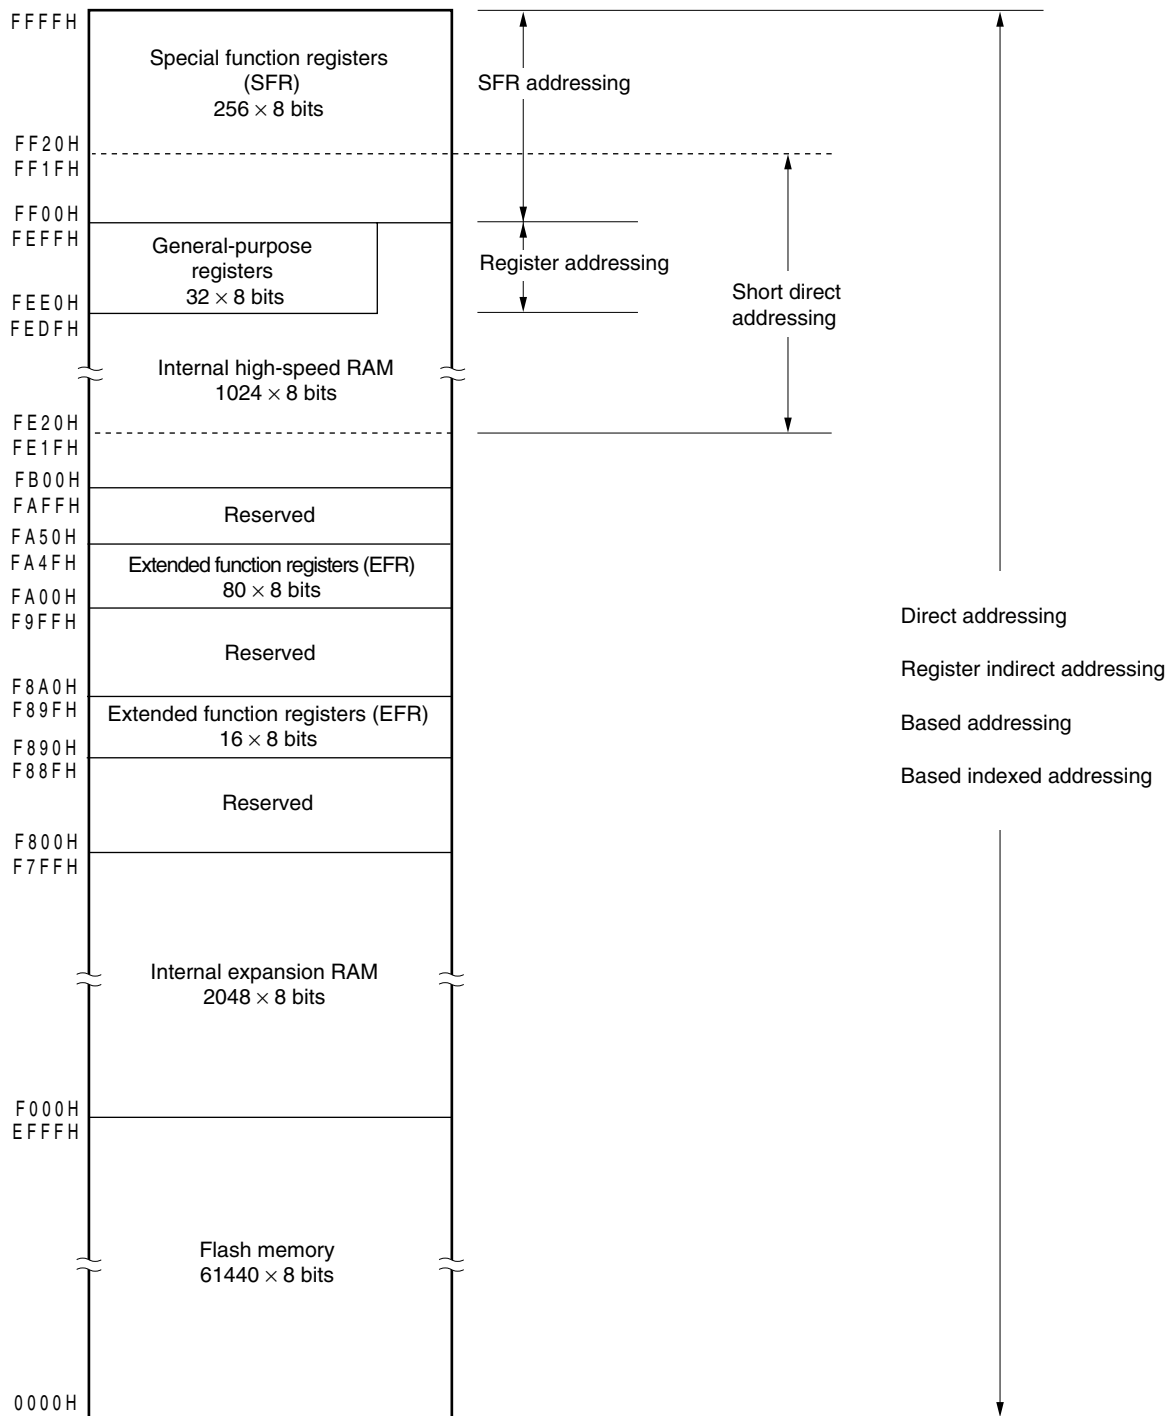 FFFFH
Special function registers
(SFR)
256 × 8 bits
SFR addressing
FF20H
FF1FH
FF00H
FEFFH
General-purpose
registers
32 × 8 bits
Register addressing
FEE0H
FEDFH
Short direct
addressing
Internal high-speed RAM
1024 × 8 bits
FE20H
FE1FH
FB00H
FAFFH
Reserved
FA50H
FA4FH
Extended function registers (EFR)
80 × 8 bits
FA00H
F9FFH
Direct addressing
Reserved
Register indirect addressing
F8A0H
F89FH
Extended function registers (EFR)
16 × 8 bits
Based addressing
F890H
F88FH
Based indexed addressing
Reserved
F800H
F7FFH
Internal expansion RAM
2048 × 8 bits
F000H
EFFFH
Flash memory
61440 × 8 bits
0000H